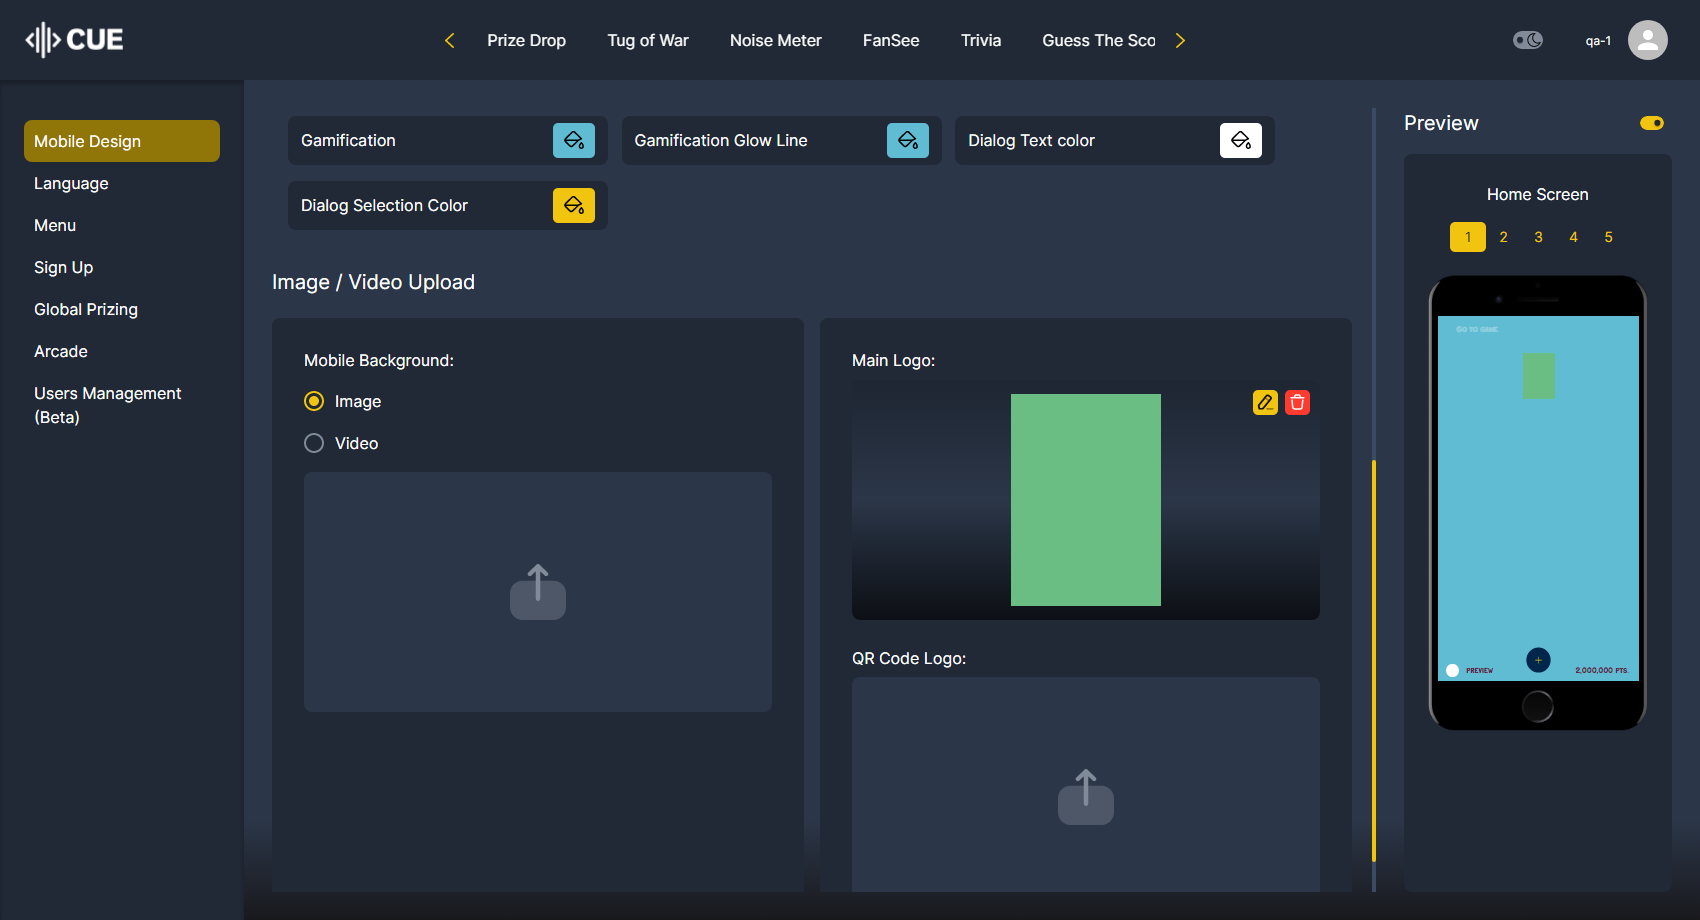 CUE
Prize Drop
Tug of War
Noise Meter
FanSee
Trivia
Guess The Sco
qa-1
Mobile Design
Language
Menu
Sign Up
Global Prizing
Arcade
Users Management
(Beta)
Gamification
Gamification Glow Line
Dialog Text color
Dialog Selection Color
Image / Video Upload
Mobile Background:
Image
Video
Main Logo:
QR Code Logo:
Preview
Home Screen
1 2 3 4 5
GO TO GAME
PREVIEW
+
2,000,000 PTS